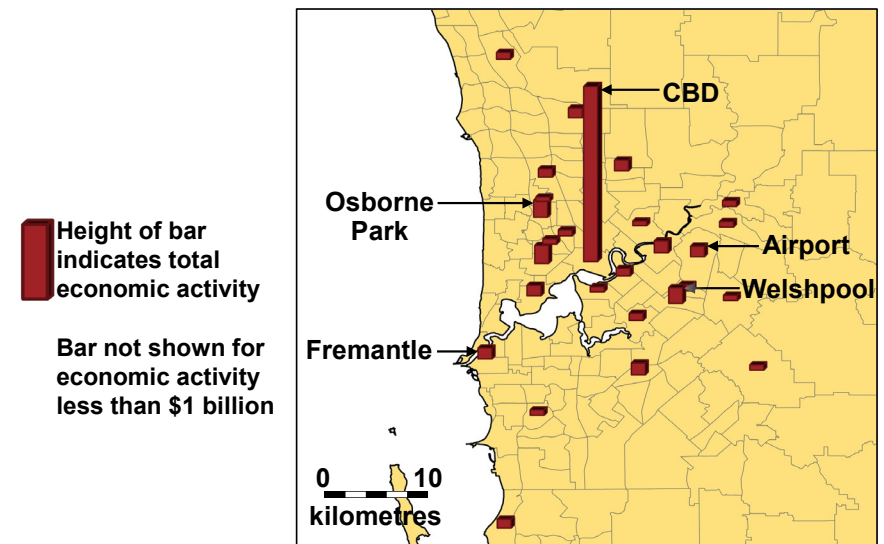 Height of bar
indicates total
economic activity
Bar not shown for
economic activity
less than $1 billion
CBD
Osborne
Park
Airport
Welshpool
Fremantle
0 10
kilometres